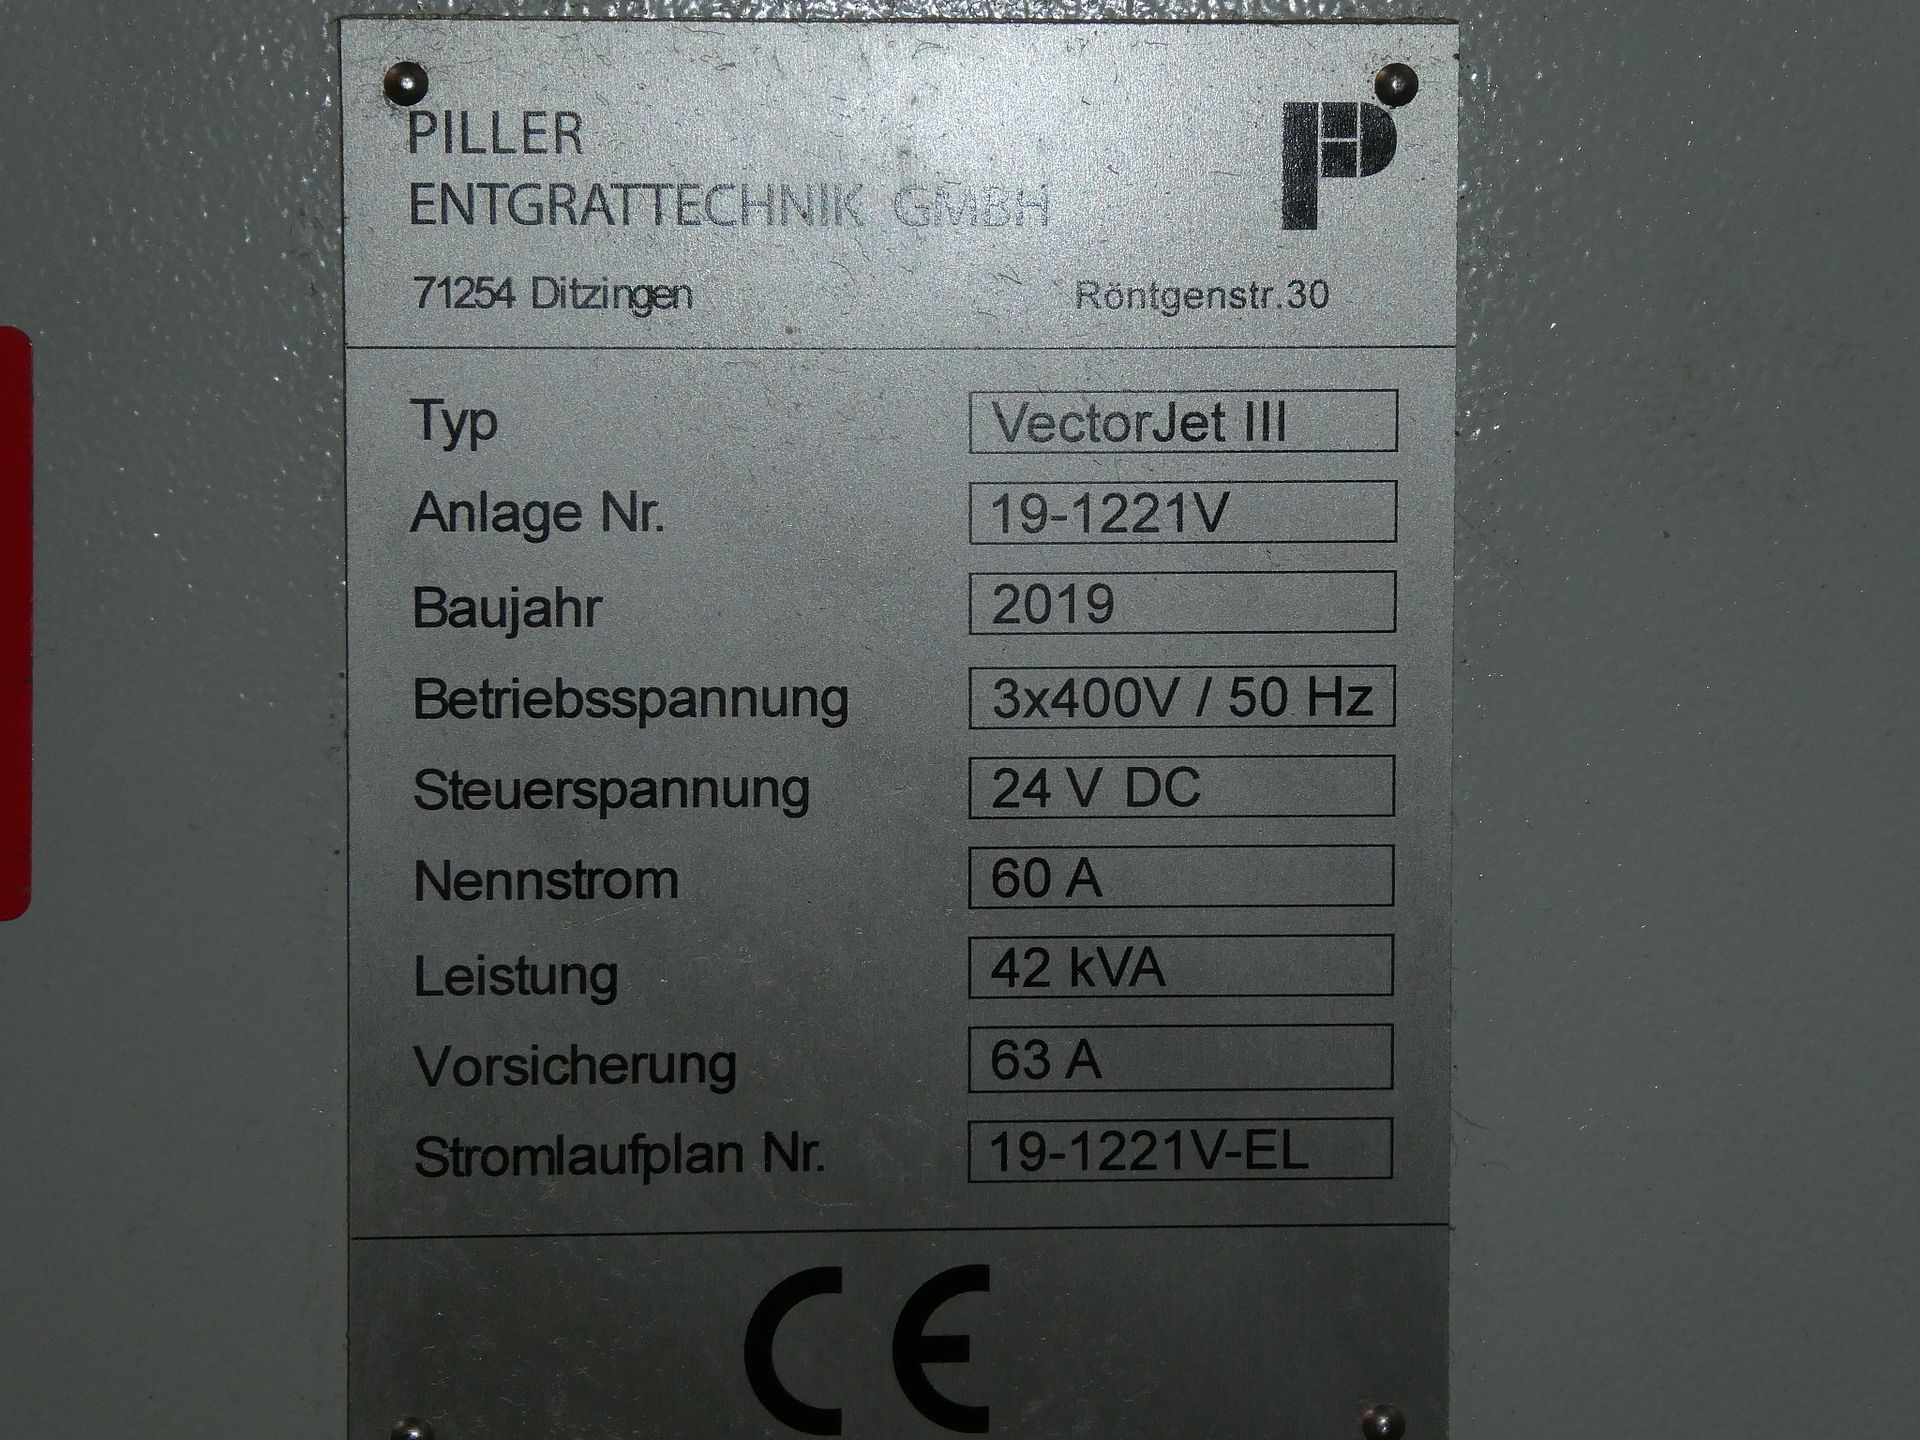 PILLER
ENTGRATTECHNIK GMBH
71254 Ditzingen Röntgenstr.30
Typ VectorJet III
Anlage Nr. 19-1221V
Baujahr 2019
Betriebsspannung 3x400V / 50 Hz
Steuerspannung 24 V DC
Nennstrom 60 A
Leistung 42 kVA
Vorsicherung 63 A
Stromlaufplan Nr. 19-1221V-EL
CE